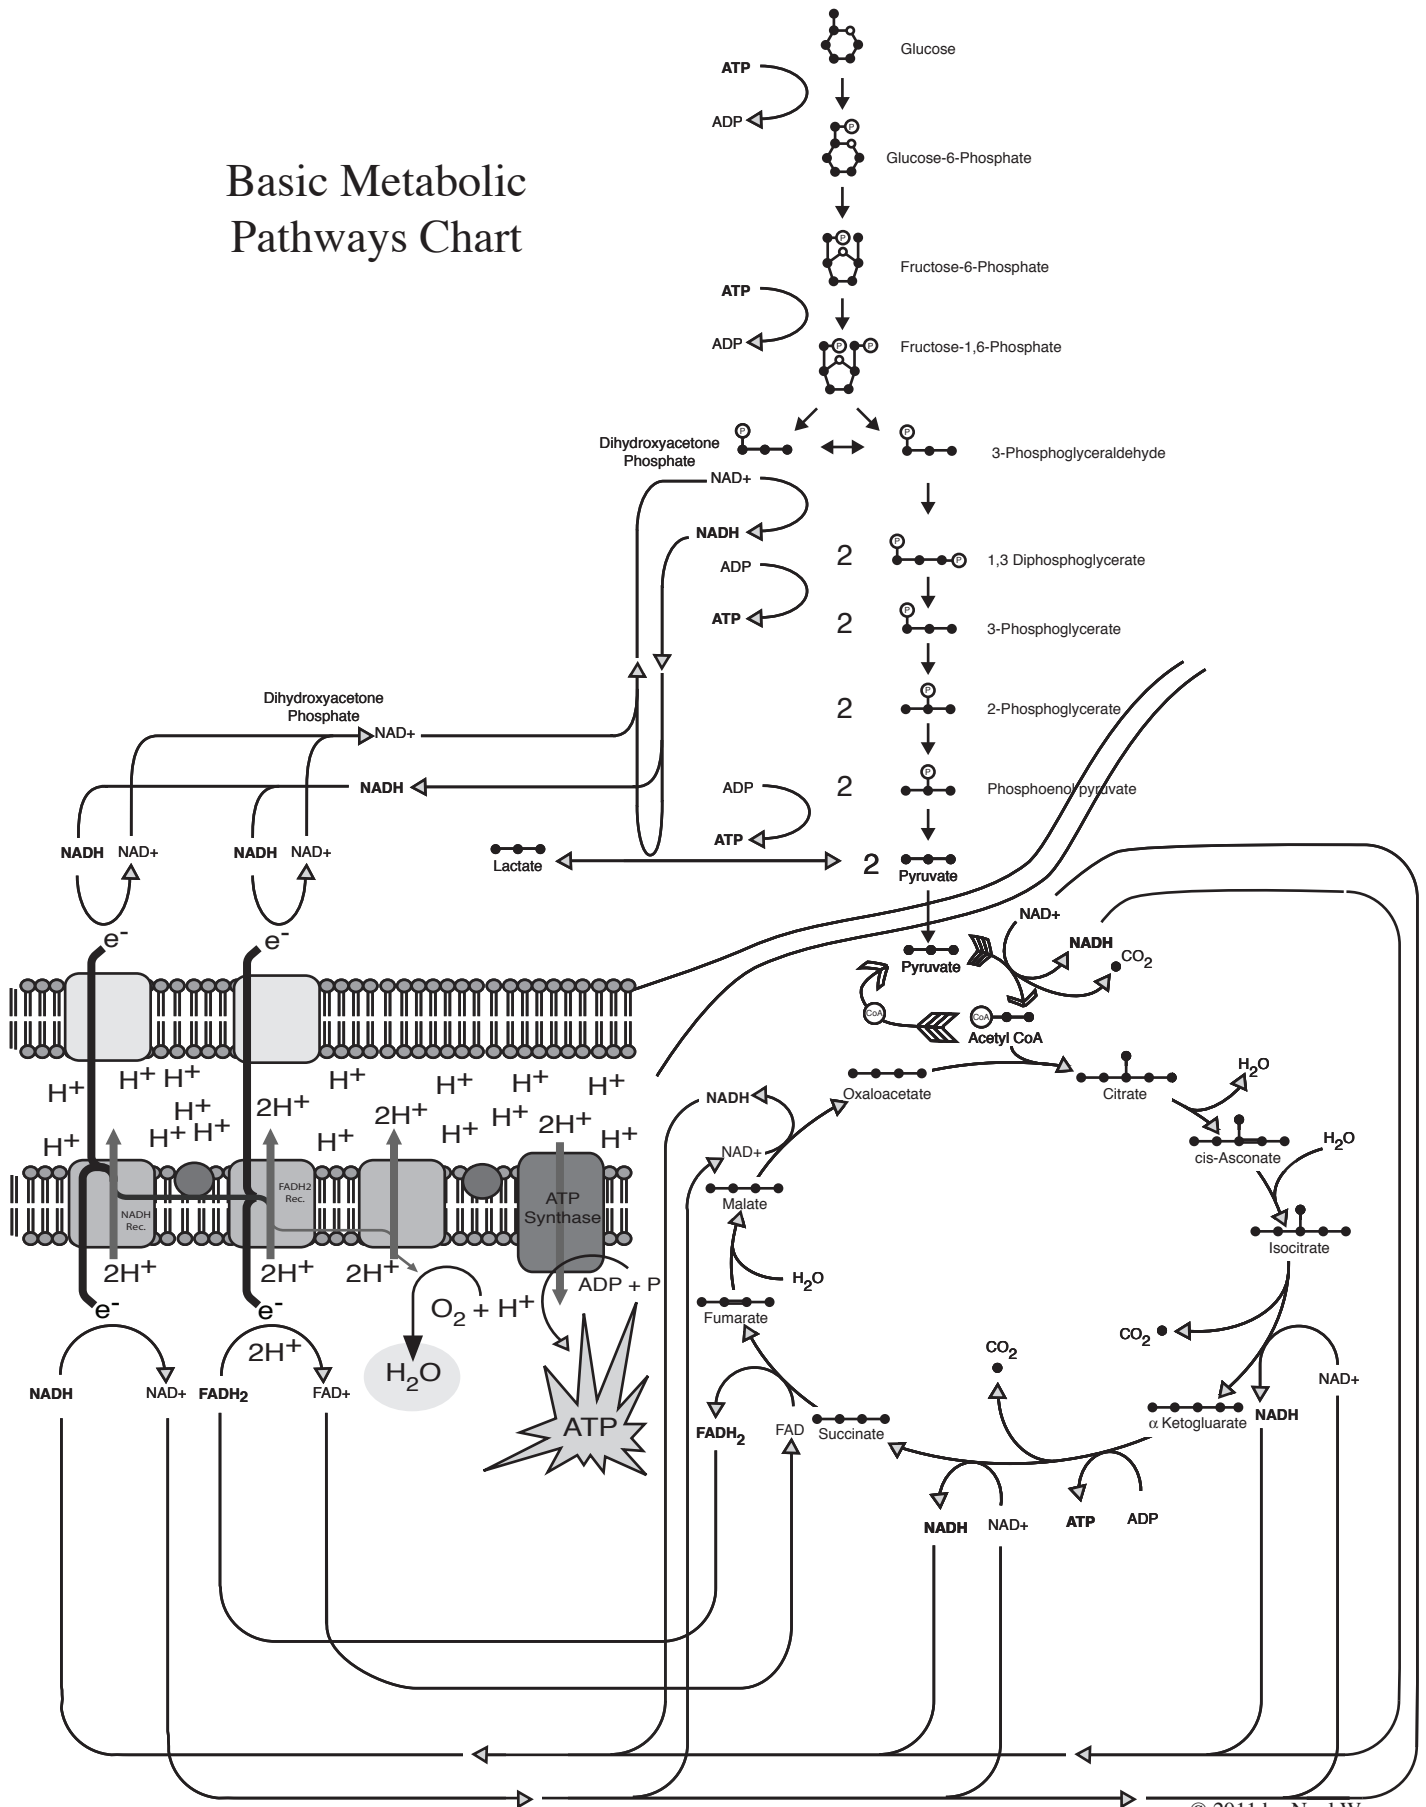 Basic Metabolic
Pathways Chart
Glucose
ATP
ADP
P
Glucose-6-Phosphate
P
Fructose-6-Phosphate
ATP
ADP
P
P
Fructose-1,6-Phosphate
Dihydroxyacetone
Phosphate
P
P
3-Phosphoglyceraldehyde
NAD+
NADH
P
P
2
1,3 Diphosphoglycerate
ADP
ATP
P
2
3-Phosphoglycerate
P
2
2-Phosphoglycerate
P
2
Phosphoenol pyruvate
ADP
ATP
2
Pyruvate
Lactate
Dihydroxyacetone
Phosphate
NAD+
NADH
NADH
NAD+
NADH
NAD+
e-
e-
NAD+
NADH
CO2
Pyruvate
CoA
CoA
Acetyl CoA
Oxaloacetate
Citrate
H2O
cis-Asconate
H2O
Isocitrate
CO2
NAD+
NADH
α Ketogluarate
CO2
ADP
ATP
NAD+
NADH
Succinate
FAD
FADH2
Fumarate
H2O
Malate
NAD+
NADH
H+
H+
H+
H+
H+
H+
H+
H+
2H+
2H+
H+
2H+
H+
H+
H+
H+
H+
H+
NADH
Rec.
FADH2
Rec.
ATP
Synthase
2H+
2H+
2H+
ADP + P
e-
e-
O2 + H+
2H+
H2O
ATP
NADH
NAD+
FADH2
FAD+